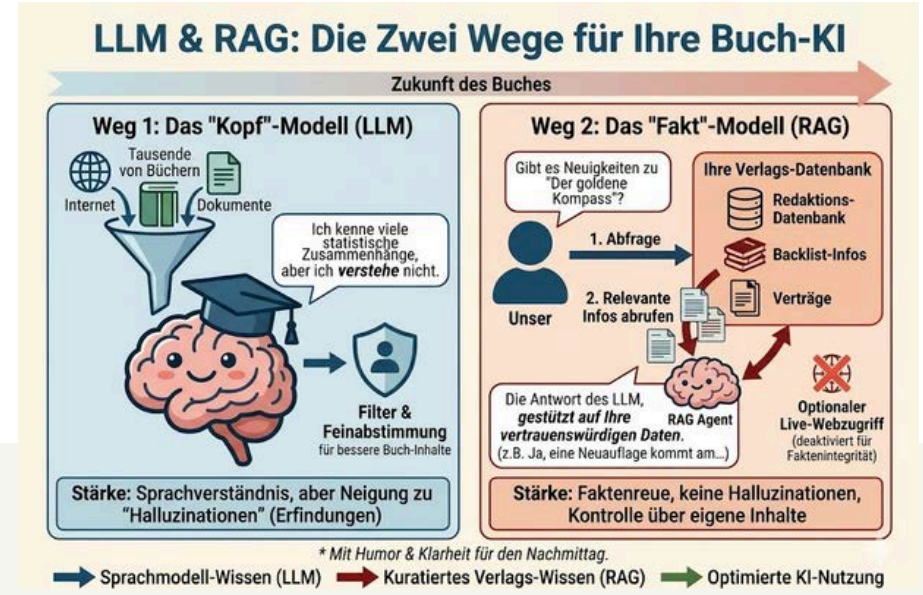 LLM & RAG: Die Zwei Wege für Ihre Buch-KI
Zukunft des Buches
Weg 1: Das "Kopf"-Modell (LLM)
Internet
Tausende
von Büchern
Dokumente
Ich kenne viele
statistische
Zusammenhänge,
aber ich verstehe nicht.
Filter &
Feinabstimmung
für bessere Buch-Inhalte
Stärke: Sprachverständnis, aber Neigung zu
"Halluzinationen" (Erfindungen)
Weg 2: Das "Fakt"-Modell (RAG)
Gibt es Neuigkeiten zu
"Der goldene
Kompass"?
Unser
1. Abfrage
2. Relevante
Infos abrufen
Ihre Verlags-Datenbank
Redaktions-
Datenbank
Backlist-Infos
Verträge
Die Antwort des LLM,
gestützt auf Ihre
vertrauenswürdigen Daten.
(z.B. Ja, eine Neuauflage kommt am...)
RAG Agent
Optionaler
Live-Webzugriff
(deaktiviert für
Faktenintegrität)
Stärke: Faktenreue, keine Halluzinationen,
Kontrolle über eigene Inhalte
* Mit Humor & Klarheit für den Nachmittag.
Sprachmodell-Wissen (LLM)
Kuratiertes Verlags-Wissen (RAG)
Optimierte KI-Nutzung